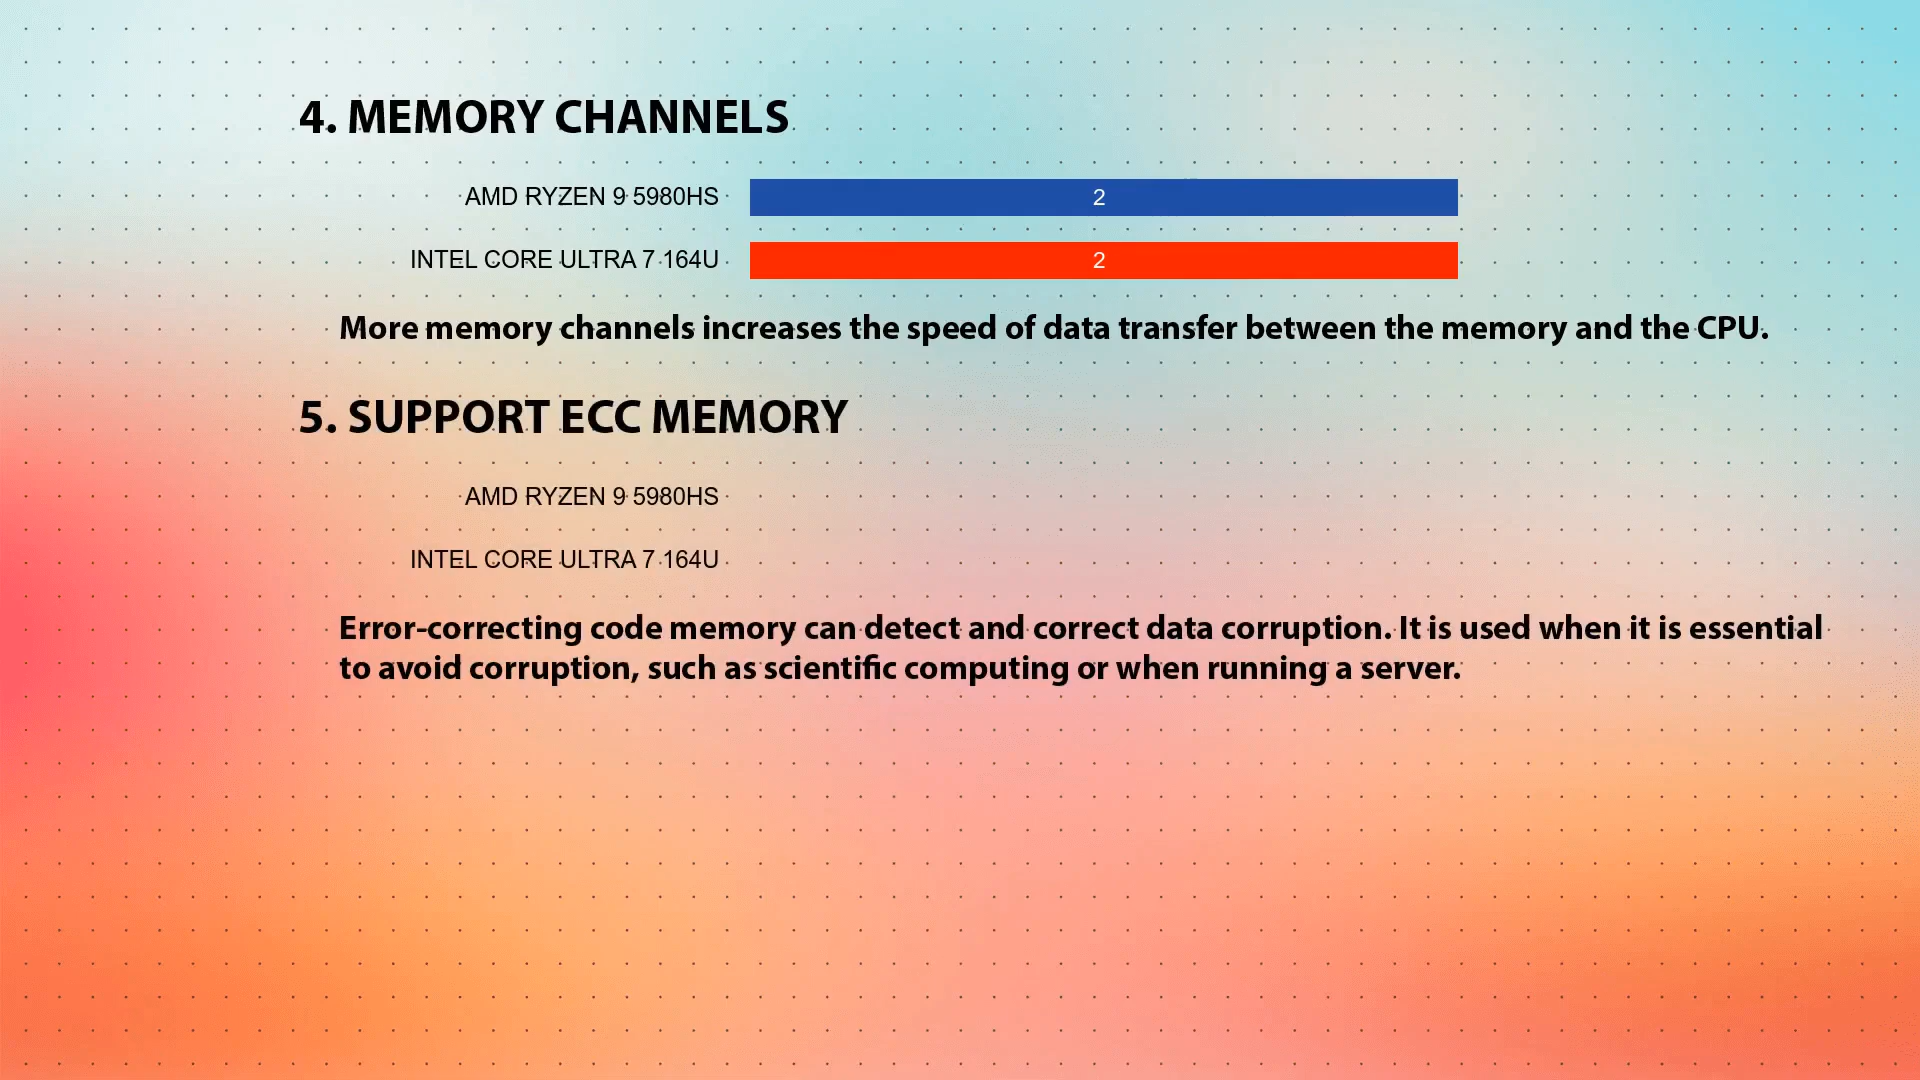 4. MEMORY CHANNELS
AMD RYZEN 9 5980HS 2
INTEL CORE ULTRA 7 164U 2
More memory channels increases the speed of data transfer between the memory and the CPU.
5. SUPPORT ECC MEMORY
AMD RYZEN 9 5980HS
INTEL CORE ULTRA 7 164U
Error-correcting code memory can detect and correct data corruption. It is used when it is essential
to avoid corruption, such as scientific computing or when running a server.